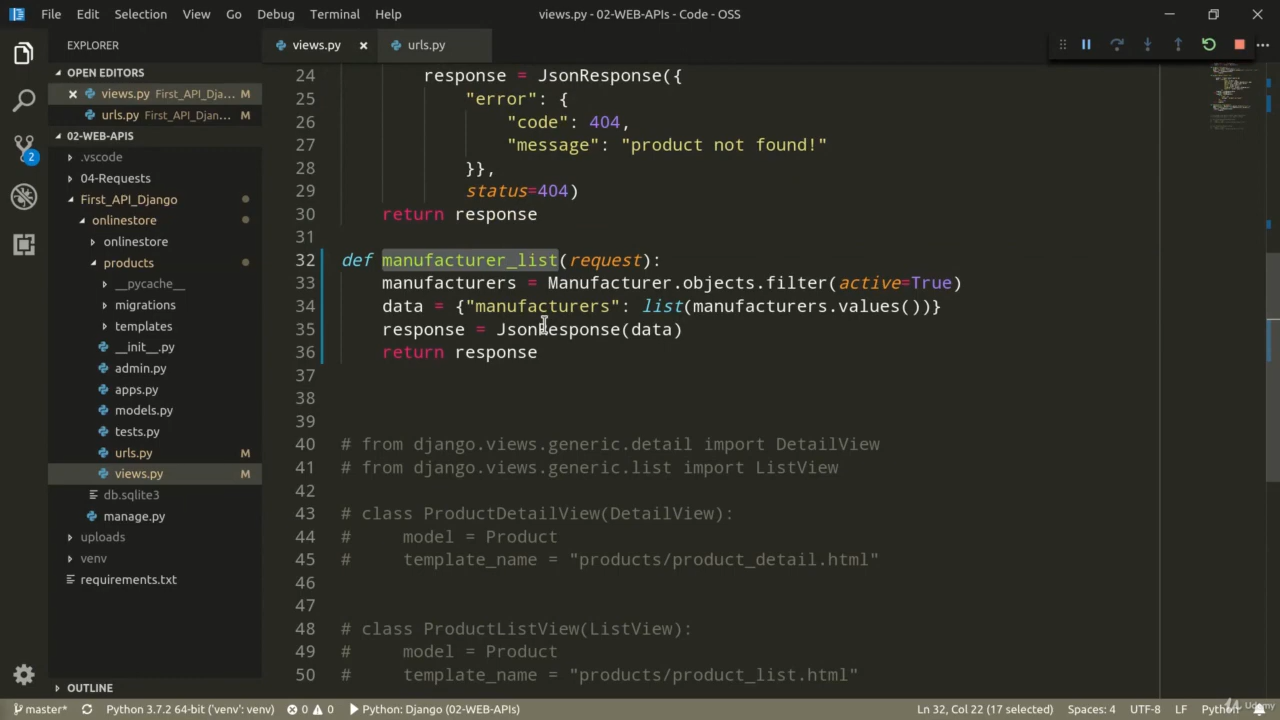 File Edit Selection View Go Debug Terminal Help
views.py - 02-WEB-APIs - Code - OSS
EXPLORER
views.py
urls.py
OPEN EDITORS
views.py First_API_Dja... M
urls.py First_API_Djan... M
02-WEB-APIS
.vscode
04-Requests
First_API_Django
onlinestore
onlinestore
products
__pycache__
migrations
templates
__init__.py
admin.py
apps.py
models.py
tests.py
urls.py M
views.py M
db.sqlite3
manage.py
uploads
venv
requirements.txt
OUTLINE
2
24 response = JsonResponse({
25 "error": {
26 "code": 404,
27 "message": "product not found!"
28 }},
29 status=404)
30 return response
31
32 def manufacturer_list(request):
33 manufacturers = Manufacturer.objects.filter(active=True)
34 data = {"manufacturers": list(manufacturers.values())}
35 response = JsonResponse(data)
36 return response
37
38
39
40 # from django.views.generic.detail import DetailView
41 # from django.views.generic.list import ListView
42
43 # class ProductDetailView(DetailView):
44 # model = Product
45 # template_name = "products/product_detail.html"
46
47
48 # class ProductListView(ListView):
49 # model = Product
50 # template_name = "products/product_list.html"
master* Python 3.7.2 64-bit ('venv': venv) 0 0 Python: Django (02-WEB-APIs) Ln 32, Col 22 (17 selected) Spaces: 4 UTF-8 LF Python
Udemy